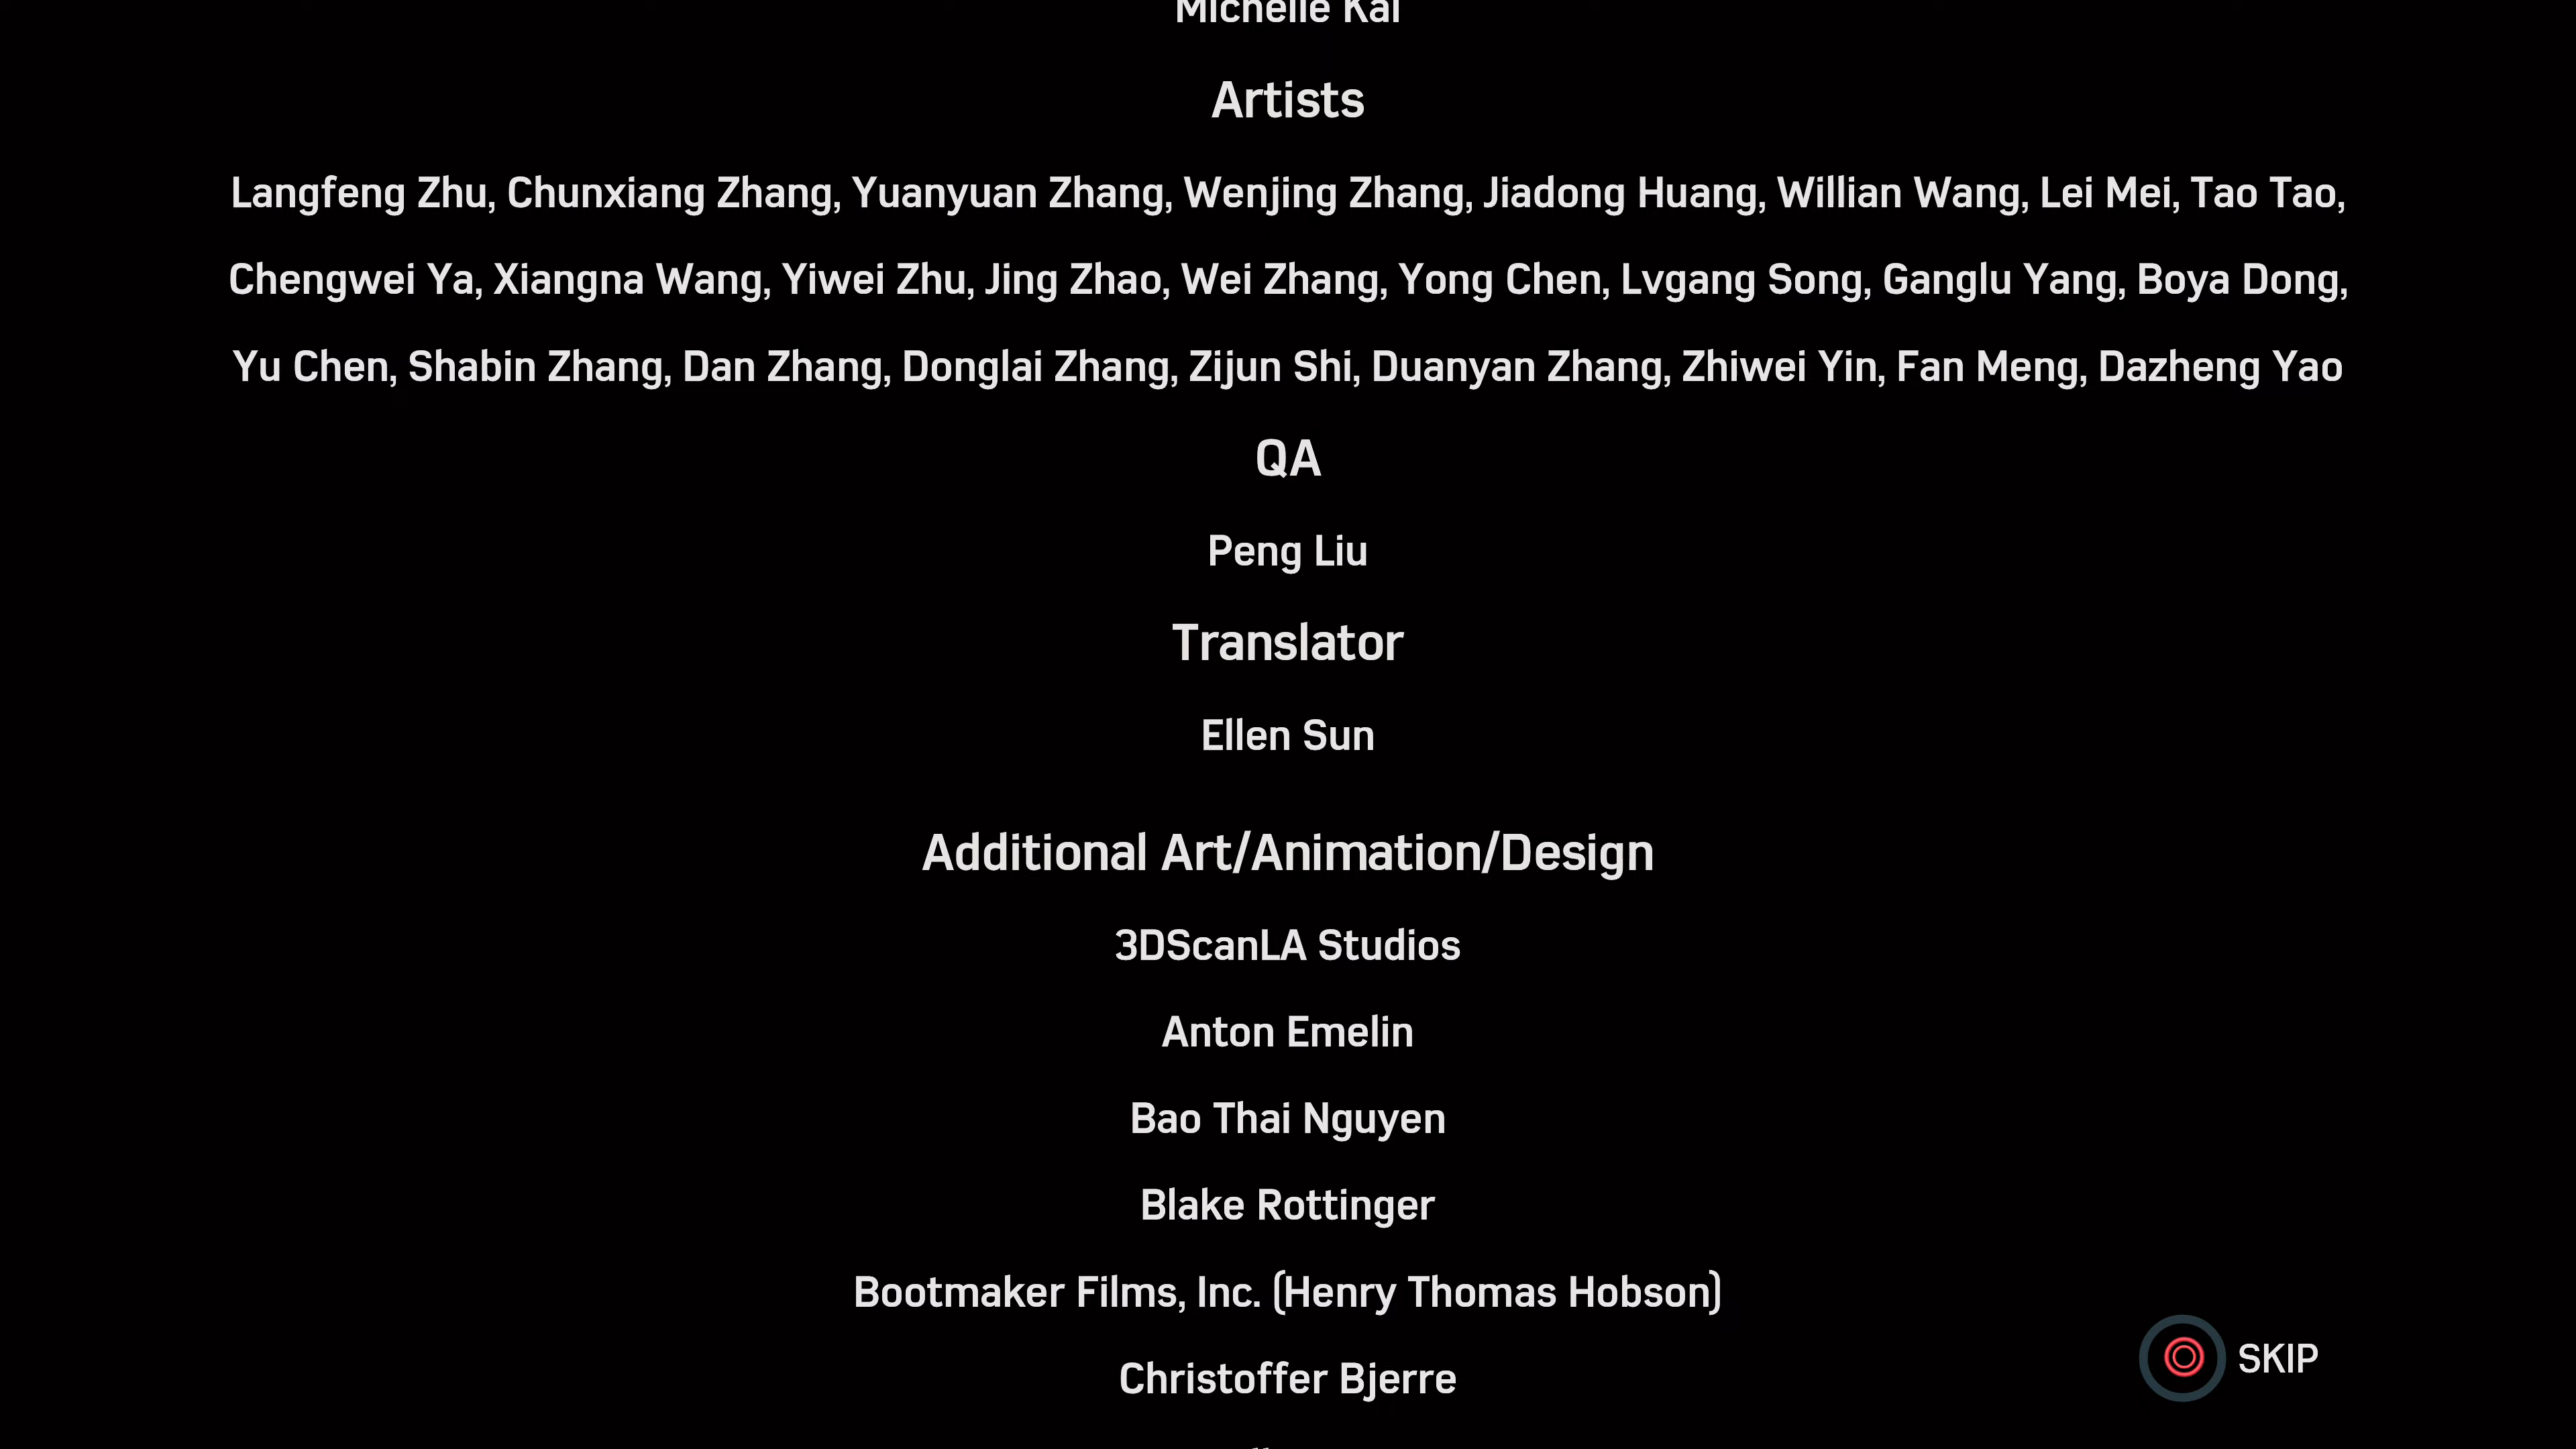 Michelle Kai
Artists
Langfeng Zhu, Chunxiang Zhang, Yuanyuan Zhang, Wenjing Zhang, Jiadong Huang, Willian Wang, Lei Mei, Tao Tao,
Chengwei Ya, Xiangna Wang, Yiwei Zhu, Jing Zhao, Wei Zhang, Yong Chen, Lvgang Song, Ganglu Yang, Boya Dong,
Yu Chen, Shabin Zhang, Dan Zhang, Donglai Zhang, Zijun Shi, Duanyan Zhang, Zhiwei Yin, Fan Meng, Dazheng Yao
QA
Peng Liu
Translator
Ellen Sun
Additional Art/Animation/Design
3DScanLA Studios
Anton Emelin
Bao Thai Nguyen
Blake Rottinger
Bootmaker Films, Inc. (Henry Thomas Hobson)
Christoffer Bjerre
SKIP